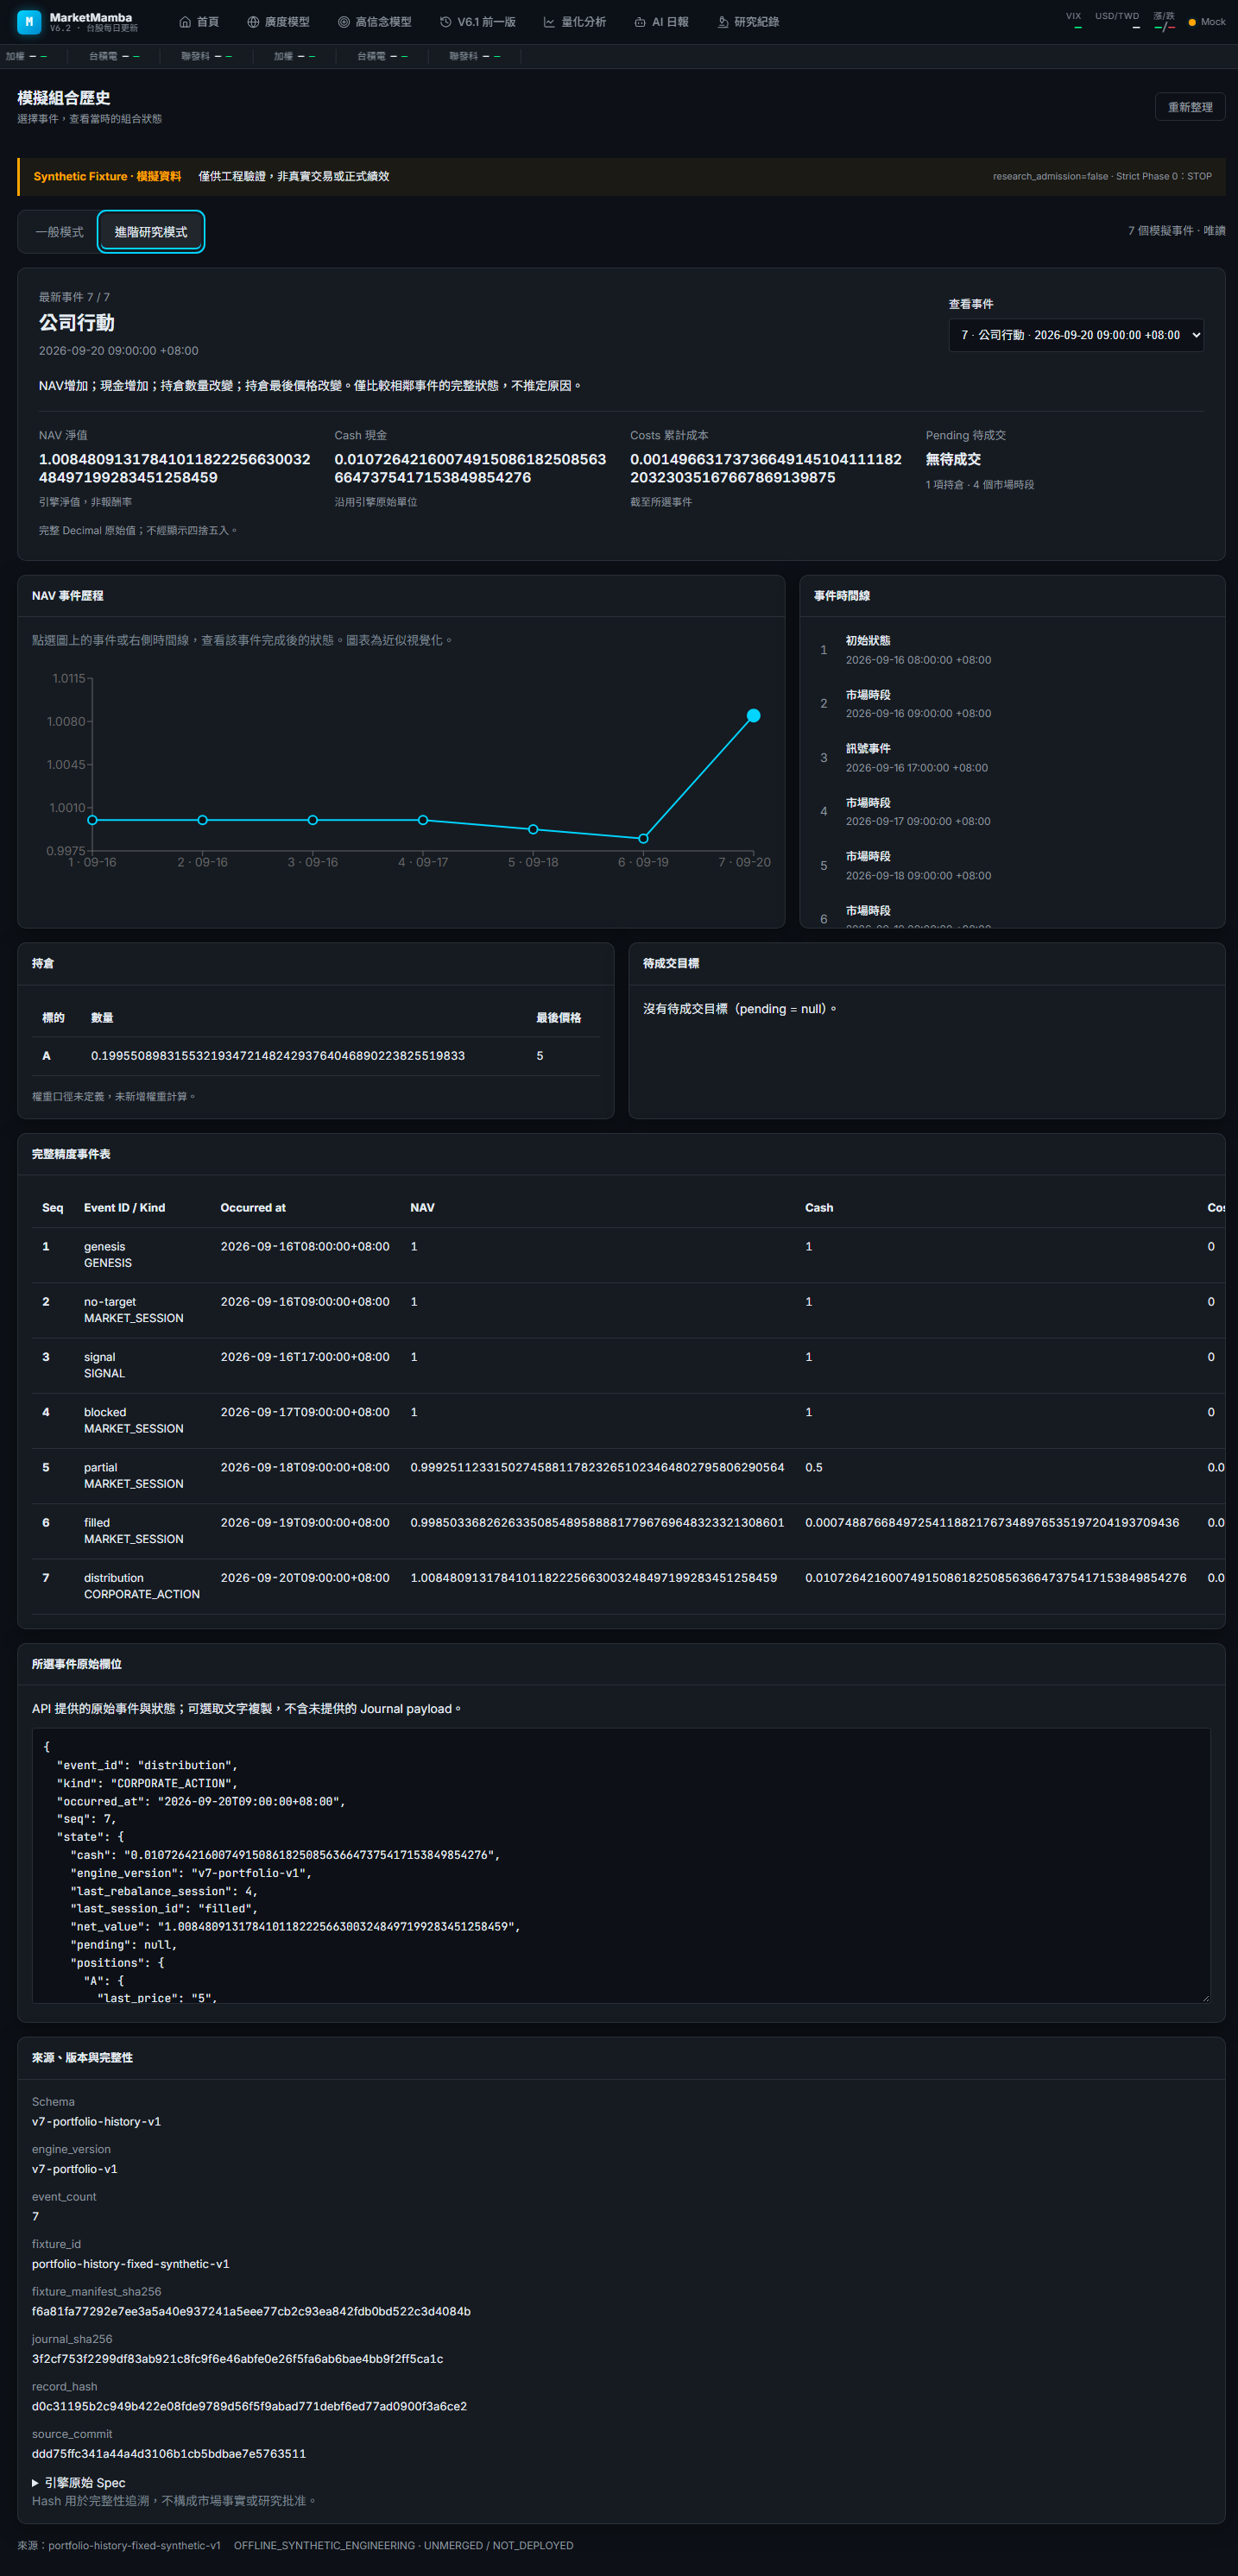 M MarketMamba
V6.2 · 台股每日更新
首頁 廣度模型 高信念模型 V6.1 前一版 量化分析 AI 日報 研究紀錄
VIX USD/TWD 漲/跌 Mock
— — —/—
加權 — — 台積電 — — 聯發科 — — 加權 — — 台積電 — — 聯發科 — —
模擬組合歷史
選擇事件，查看當時的組合狀態
重新整理
Synthetic Fixture · 模擬資料 僅供工程驗證，非真實交易或正式績效
research_admission=false · Strict Phase 0：STOP
一般模式 進階研究模式
7 個模擬事件 · 唯讀
最新事件 7 / 7
公司行動
2026-09-20 09:00:00 +08:00
查看事件
7 · 公司行動 · 2026-09-20 09:00:00 +08:00
NAV增加；現金增加；持倉數量改變；持倉最後價格改變。僅比較相鄰事件的完整狀態，不推定原因。
NAV 淨值
1.00848091317841011822256630032
48497199283451258459
引擎淨值，非報酬率
Cash 現金
0.01072642160074915086182508563
66473754171538498542​76
沿用引擎原始單位
Costs 累計成本
0.00149663173736649145104111182
20323035167667869139875
截至所選事件
Pending 待成交
無待成交
1 項持倉 · 4 個市場時段
完整 Decimal 原始值；不經顯示四捨五入。
NAV 事件歷程
點選圖上的事件或右側時間線，查看該事件完成後的狀態。圖表為近似視覺化。
1.0115
1.0080
1.0045
1.0010
0.9975
1 · 09-16 2 · 09-16 3 · 09-16 4 · 09-17 5 · 09-18 6 · 09-19 7 · 09-20
事件時間線
1 初始狀態
2026-09-16 08:00:00 +08:00
2 市場時段
2026-09-16 09:00:00 +08:00
3 訊號事件
2026-09-16 17:00:00 +08:00
4 市場時段
2026-09-17 09:00:00 +08:00
5 市場時段
2026-09-18 09:00:00 +08:00
6 市場時段
持倉
標的 數量 最後價格
A 0.19955089831553219347214824293764046890223825519833 5
權重口徑未定義，未新增權重計算。
待成交目標
沒有待成交目標（pending = null）。
完整精度事件表
Seq Event ID / Kind Occurred at NAV Cash
1 genesis 2026-09-16T08:00:00+08:00 1 1 0
GENESIS
2 no-target 2026-09-16T09:00:00+08:00 1 1 0
MARKET_SESSION
3 signal 2026-09-16T17:00:00+08:00 1 1 0
SIGNAL
4 blocked 2026-09-17T09:00:00+08:00 1 1 0
MARKET_SESSION
5 partial 2026-09-18T09:00:00+08:00 0.99925112331502745881178232651023464802795806290564 0.5 0.0
MARKET_SESSION
6 filled 2026-09-19T09:00:00+08:00 0.99850336826263350854895888817796769648323321308601 0.00074887668497254118821767348976535197204193709436 0.0
MARKET_SESSION
7 distribution 2026-09-20T09:00:00+08:00 1.0084809131784101182225663003248497199283451258459 0.010726421600749150861825085636647375417153849854276 0.0
CORPORATE_ACTION
所選事件原始欄位
API 提供的原始事件與狀態；可選取文字複製，不含未提供的 Journal payload。
{
"event_id": "distribution",
"kind": "CORPORATE_ACTION",
"occurred_at": "2026-09-20T09:00:00+08:00",
"seq": 7,
"state": {
"cash": "0.010726421600749150861825085636647375417153849854276",
"engine_version": "v7-portfolio-v1",
"last_rebalance_session": 4,
"last_session_id": "filled",
"net_value": "1.0084809131784101182225663003248497199283451258459",
"pending": null,
"positions": {
"A": {
"last_price": "5",
來源、版本與完整性
Schema
v7-portfolio-history-v1
engine_version
v7-portfolio-v1
event_count
7
fixture_id
portfolio-history-fixed-synthetic-v1
fixture_manifest_sha256
f6a81fa77292e7ee3a5a40e937241a5eee77cb2c93ea842fdb0bd522c3d4084b
journal_sha256
3f2cf753f2299df83ab921c8fc9f6e46abfe0e26f5fa6ab6bae4bb9f2ff5ca1c
record_hash
d0c31195b2c949b422e08fde9789d56f5f9abad771debf6ed77ad0900f3a6ce2
source_commit
ddd75ffc341a44a4d3106b1cb5bdbae7e5763511
引擎原始 Spec
Hash 用於完整性追溯，不構成市場事實或研究批准。
來源：portfolio-history-fixed-synthetic-v1 OFFLINE_SYNTHETIC_ENGINEERING · UNMERGED / NOT_DEPLOYED